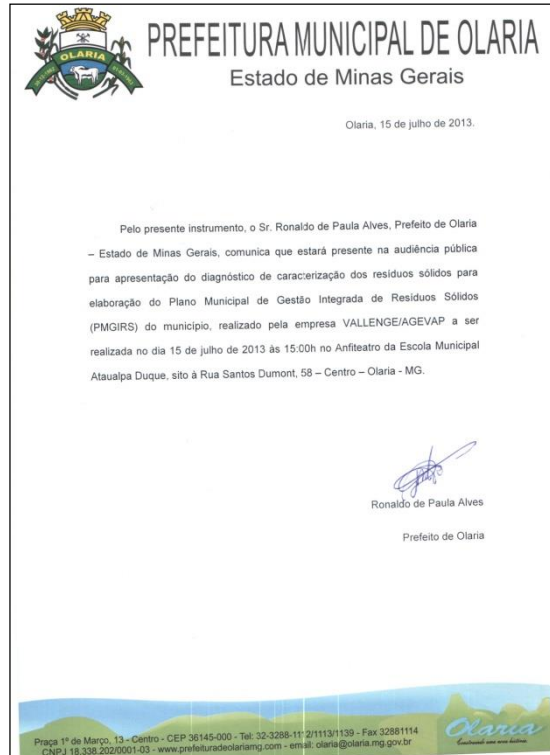 OLARIA
PREFEITURA MUNICIPAL DE OLARIA
Estado de Minas Gerais
Olaria, 15 de julho de 2013.
Pelo presente instrumento, o Sr. Ronaldo de Paula Alves, Prefeito de Olaria
– Estado de Minas Gerais, comunica que estará presente na audiência pública
para apresentação do diagnóstico de caracterização dos resíduos sólidos para
elaboração do Plano Municipal de Gestão Integrada de Resíduos Sólidos
(PMGIRS) do município, realizado pela empresa VALLENGE/AGEVAP a ser
realizada no dia 15 de julho de 2013 às 15:00h no Anfiteatro da Escola Municipal
Ataualpa Duque, sito à Rua Santos Dumont, 58 – Centro – Olaria - MG.
Ronaldo de Paula Alves
Prefeito de Olaria
Praça 1º de Março, 13 - Centro - CEP 36145-000 - Tel: 32-3288-1112/1113/1139 - Fax 32881114
CNPJ 18.338.202/0001-03 - www.prefeituradeolariamg.com - email: olaria@olaria.mg.gov.br
Olaria